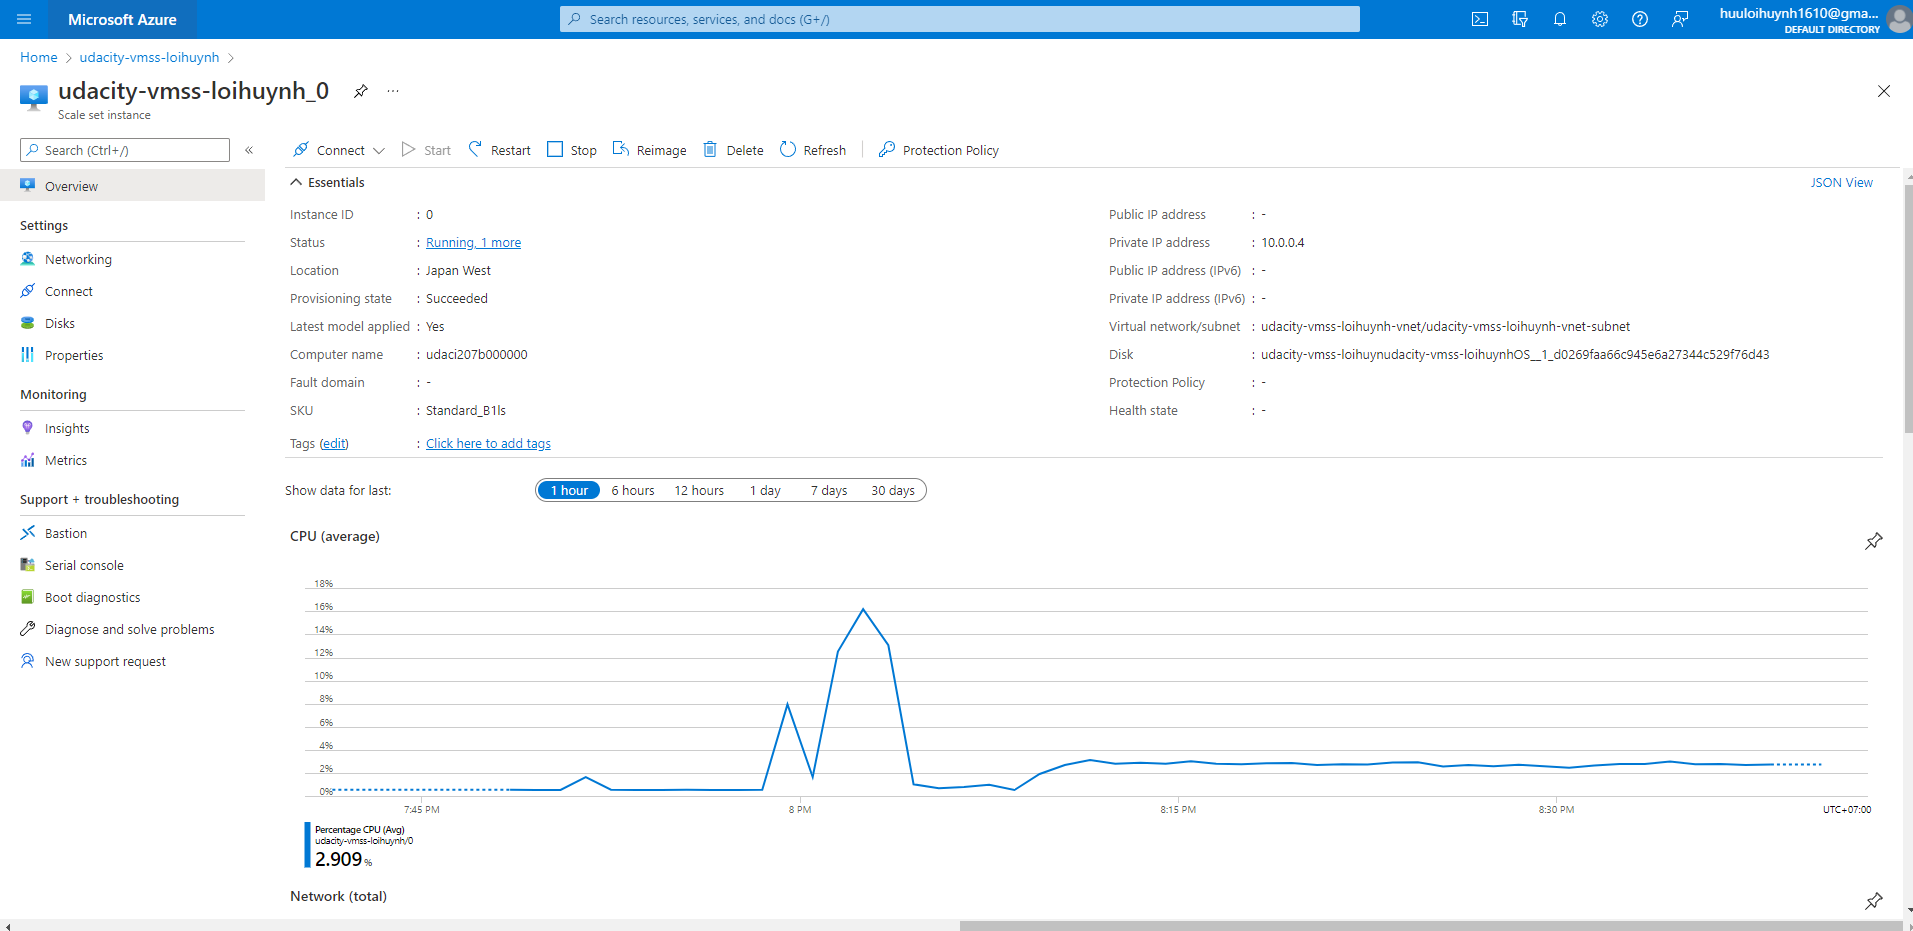 Microsoft Azure
Search resources, services, and docs (G+/)
huuloihuynh1610@gma...
DEFAULT DIRECTORY
Home > udacity-vmss-loihuynh >
udacity-vmss-loihuynh_0
Scale set instance
Search (Ctrl+/)
Connect Start Restart Stop Reimage Delete Refresh Protection Policy
Overview
Settings
Networking
Connect
Disks
Properties
Monitoring
Insights
Metrics
Support + troubleshooting
Bastion
Serial console
Boot diagnostics
Diagnose and solve problems
New support request
Essentials
JSON View
Instance ID : 0
Status : Running, 1 more
Location : Japan West
Provisioning state : Succeeded
Latest model applied : Yes
Computer name : udaci207b000000
Fault domain : -
SKU : Standard_B1ls
Tags (edit) : Click here to add tags
Public IP address : -
Private IP address : 10.0.0.4
Public IP address (IPv6) : -
Private IP address (IPv6) : -
Virtual network/subnet : udacity-vmss-loihuynh-vnet/udacity-vmss-loihuynh-vnet-subnet
Disk : udacity-vmss-loihuynudacity-vmss-loihuynhOS__1_d0269faa66c945e6a27344c529f76d43
Protection Policy : -
Health state : -
Show data for last: 1 hour 6 hours 12 hours 1 day 7 days 30 days
CPU (average)
18%
16%
14%
12%
10%
8%
6%
4%
2%
0%
7:45 PM 8 PM 8:15 PM 8:30 PM UTC+07:00
Percentage CPU (Avg)
udacity-vmss-loihuynh/0
2.909 %
Network (total)